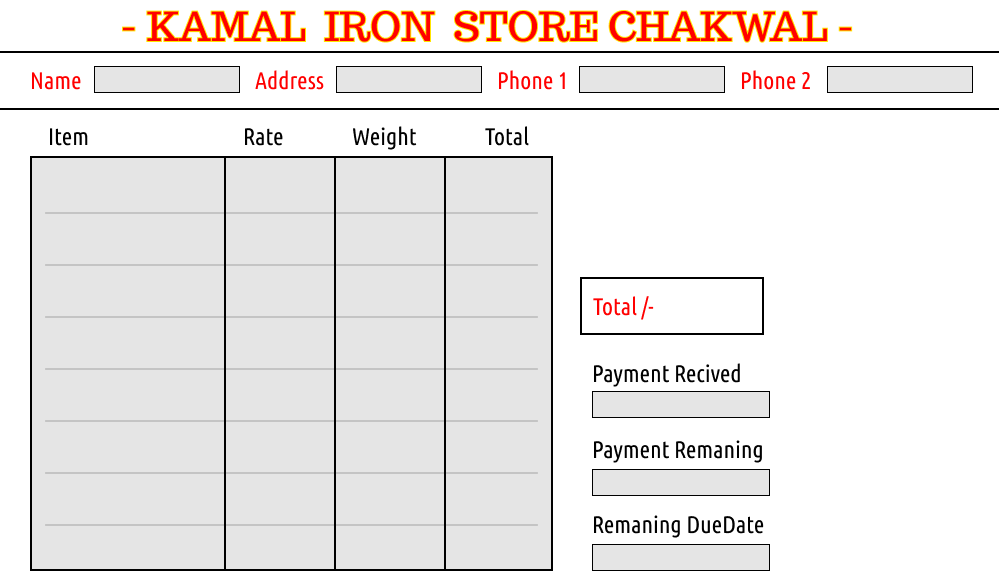 - KAMAL IRON STORE CHAKWAL -
Name Address Phone 1 Phone 2
Item Rate Weight Total
Total /-
Payment Recived
Payment Remaning
Remaning DueDate